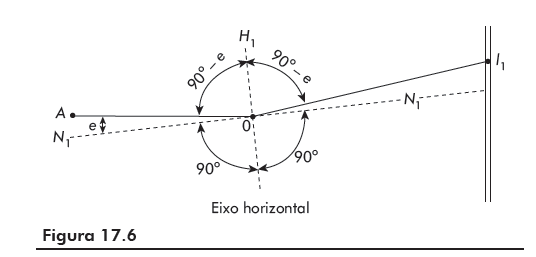 H1
90° – e
90° – e
I1
A
e
N1
0
N1
90°
90°
Eixo horizontal
Figura 17.6